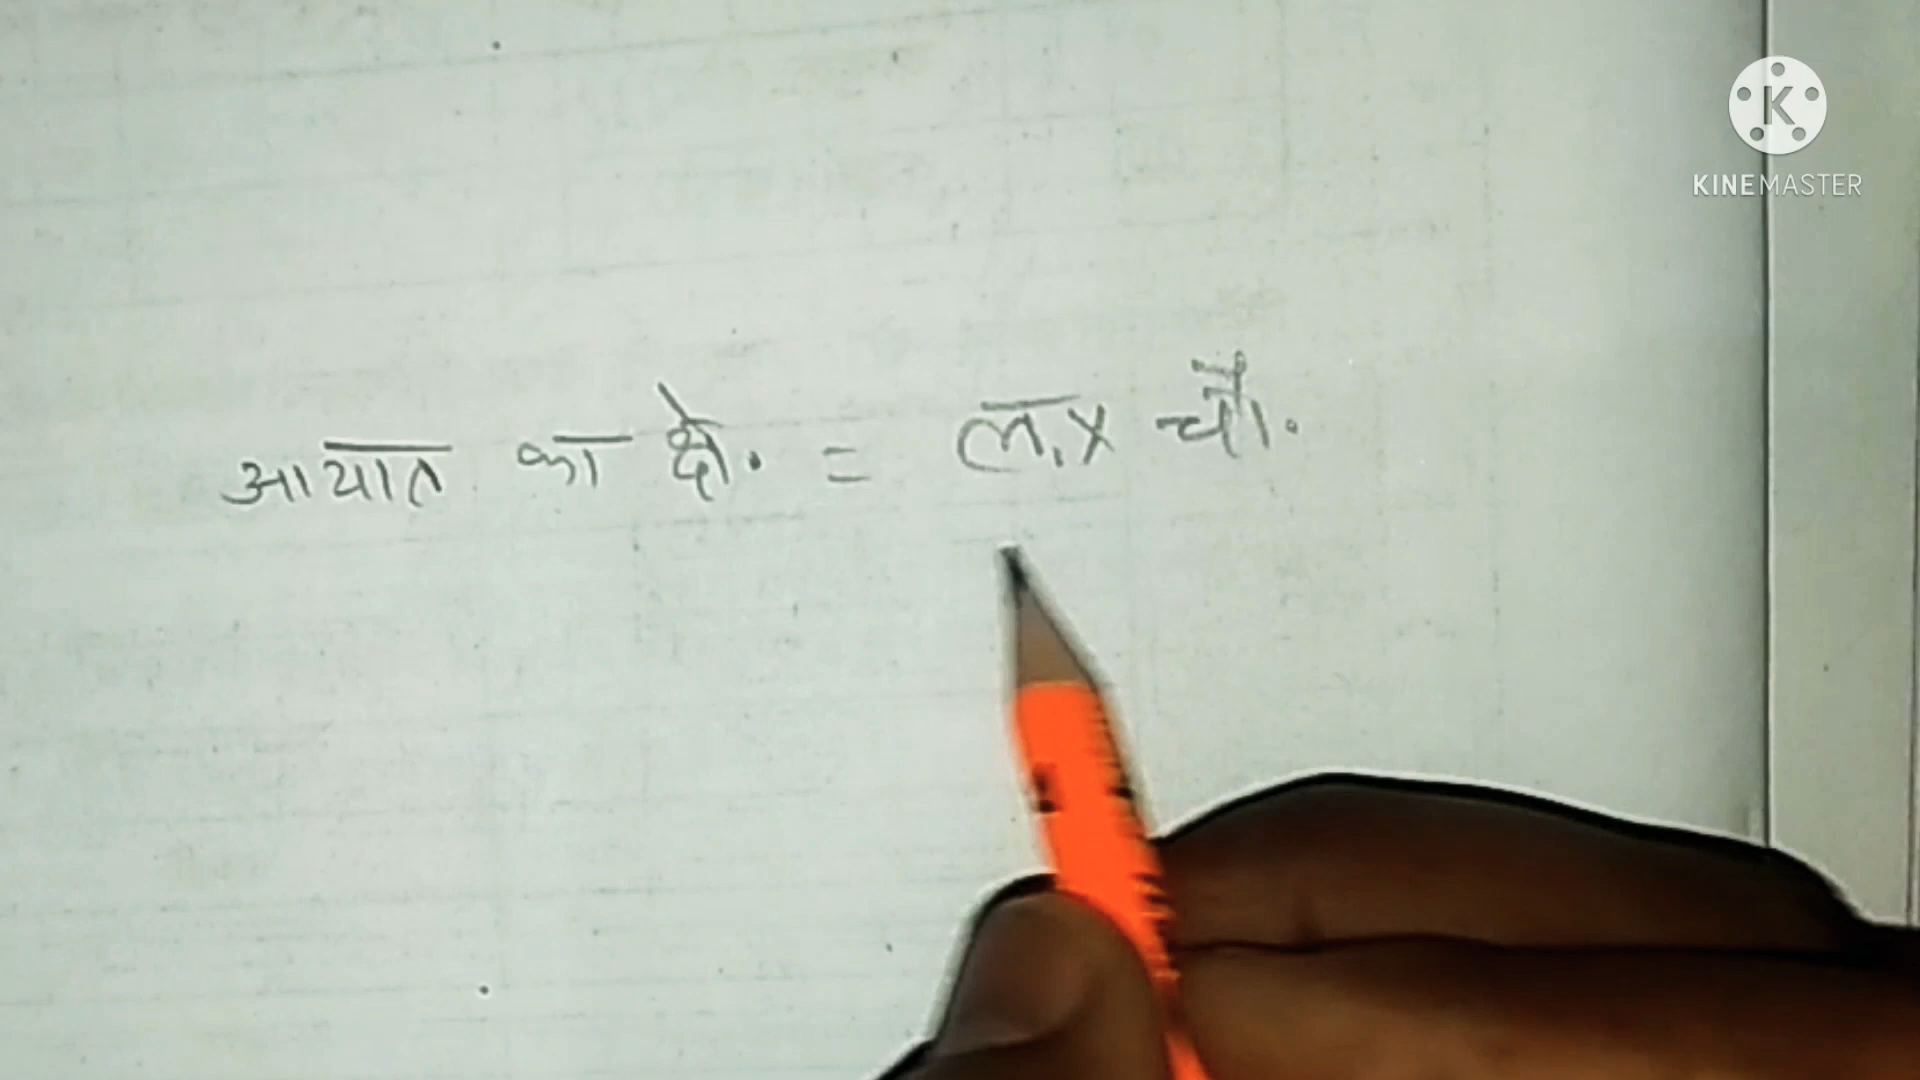 आयात का क्षे. = ल. x चौ.
K
KINEMASTER